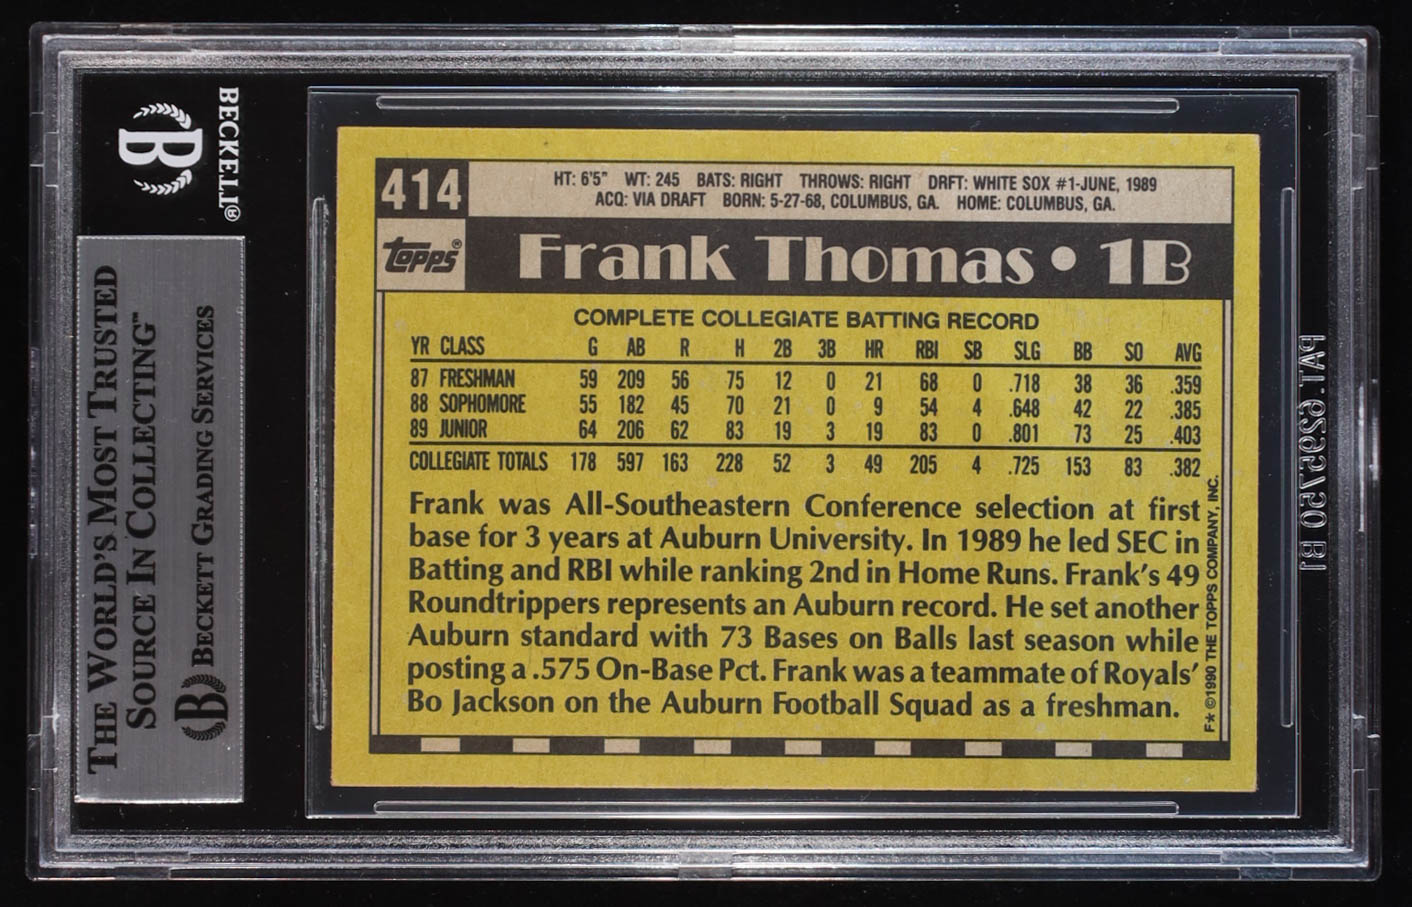 BECKETT®
B
THE WORLD'S MOST TRUSTED
SOURCE IN COLLECTING™
B BECKETT GRADING SERVICES
414
HT: 6'5" WT: 245 BATS: RIGHT THROWS: RIGHT DRFT: WHITE SOX #1-JUNE, 1989
ACQ: VIA DRAFT BORN: 5-27-68, COLUMBUS, GA. HOME: COLUMBUS, GA.
topps®
Frank Thomas • 1B
COMPLETE COLLEGIATE BATTING RECORD
YR CLASS G AB R H 2B 3B HR RBI SB SLG BB SO AVG
87 FRESHMAN 59 209 56 75 12 0 21 68 0 .718 38 36 .359
88 SOPHOMORE 55 182 45 70 21 0 9 54 4 .648 42 22 .385
89 JUNIOR 64 206 62 83 19 3 19 83 0 .801 73 25 .403
COLLEGIATE TOTALS 178 597 163 228 52 3 49 205 4 .725 153 83 .382
Frank was All-Southeastern Conference selection at first
base for 3 years at Auburn University. In 1989 he led SEC in
Batting and RBI while ranking 2nd in Home Runs. Frank's 49
Roundtrippers represents an Auburn record. He set another
Auburn standard with 73 Bases on Balls last season while
posting a .575 On-Base Pct. Frank was a teammate of Royals'
Bo Jackson on the Auburn Football Squad as a freshman.
F* ©1990 THE TOPPS COMPANY, INC.